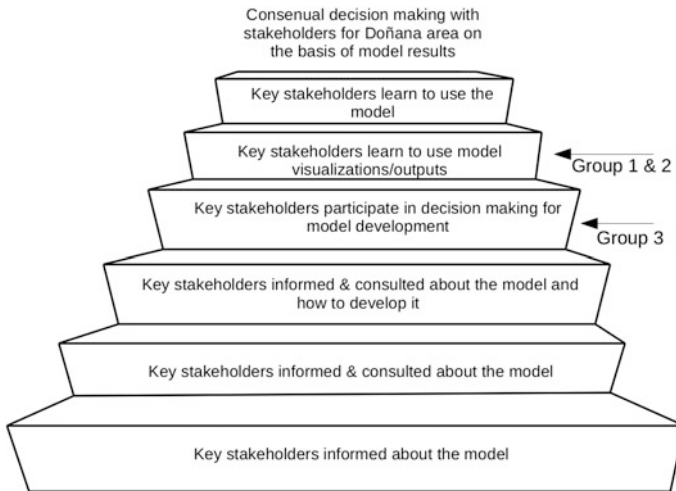 Consenual decision making with
stakeholders for Doñana area on
the basis of model results
Key stakeholders learn to use the
model
Key stakeholders learn to use model
visualizations/outputs
Group 1 & 2
Key stakeholders participate in decision making for
model development
Group 3
Key stakeholders informed & consulted about the model and
how to develop it
Key stakeholders informed & consulted about the model
Key stakeholders informed about the model